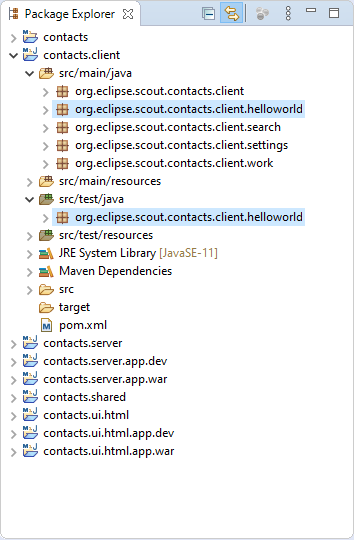 Package Explorer
contacts
contacts.client
src/main/java
org.eclipse.scout.contacts.client
org.eclipse.scout.contacts.client.helloworld
org.eclipse.scout.contacts.client.search
org.eclipse.scout.contacts.client.settings
org.eclipse.scout.contacts.client.work
src/main/resources
src/test/java
org.eclipse.scout.contacts.client.helloworld
src/test/resources
JRE System Library [JavaSE-11]
Maven Dependencies
src
target
pom.xml
contacts.server
contacts.server.app.dev
contacts.server.app.war
contacts.shared
contacts.ui.html
contacts.ui.html.app.dev
contacts.ui.html.app.war